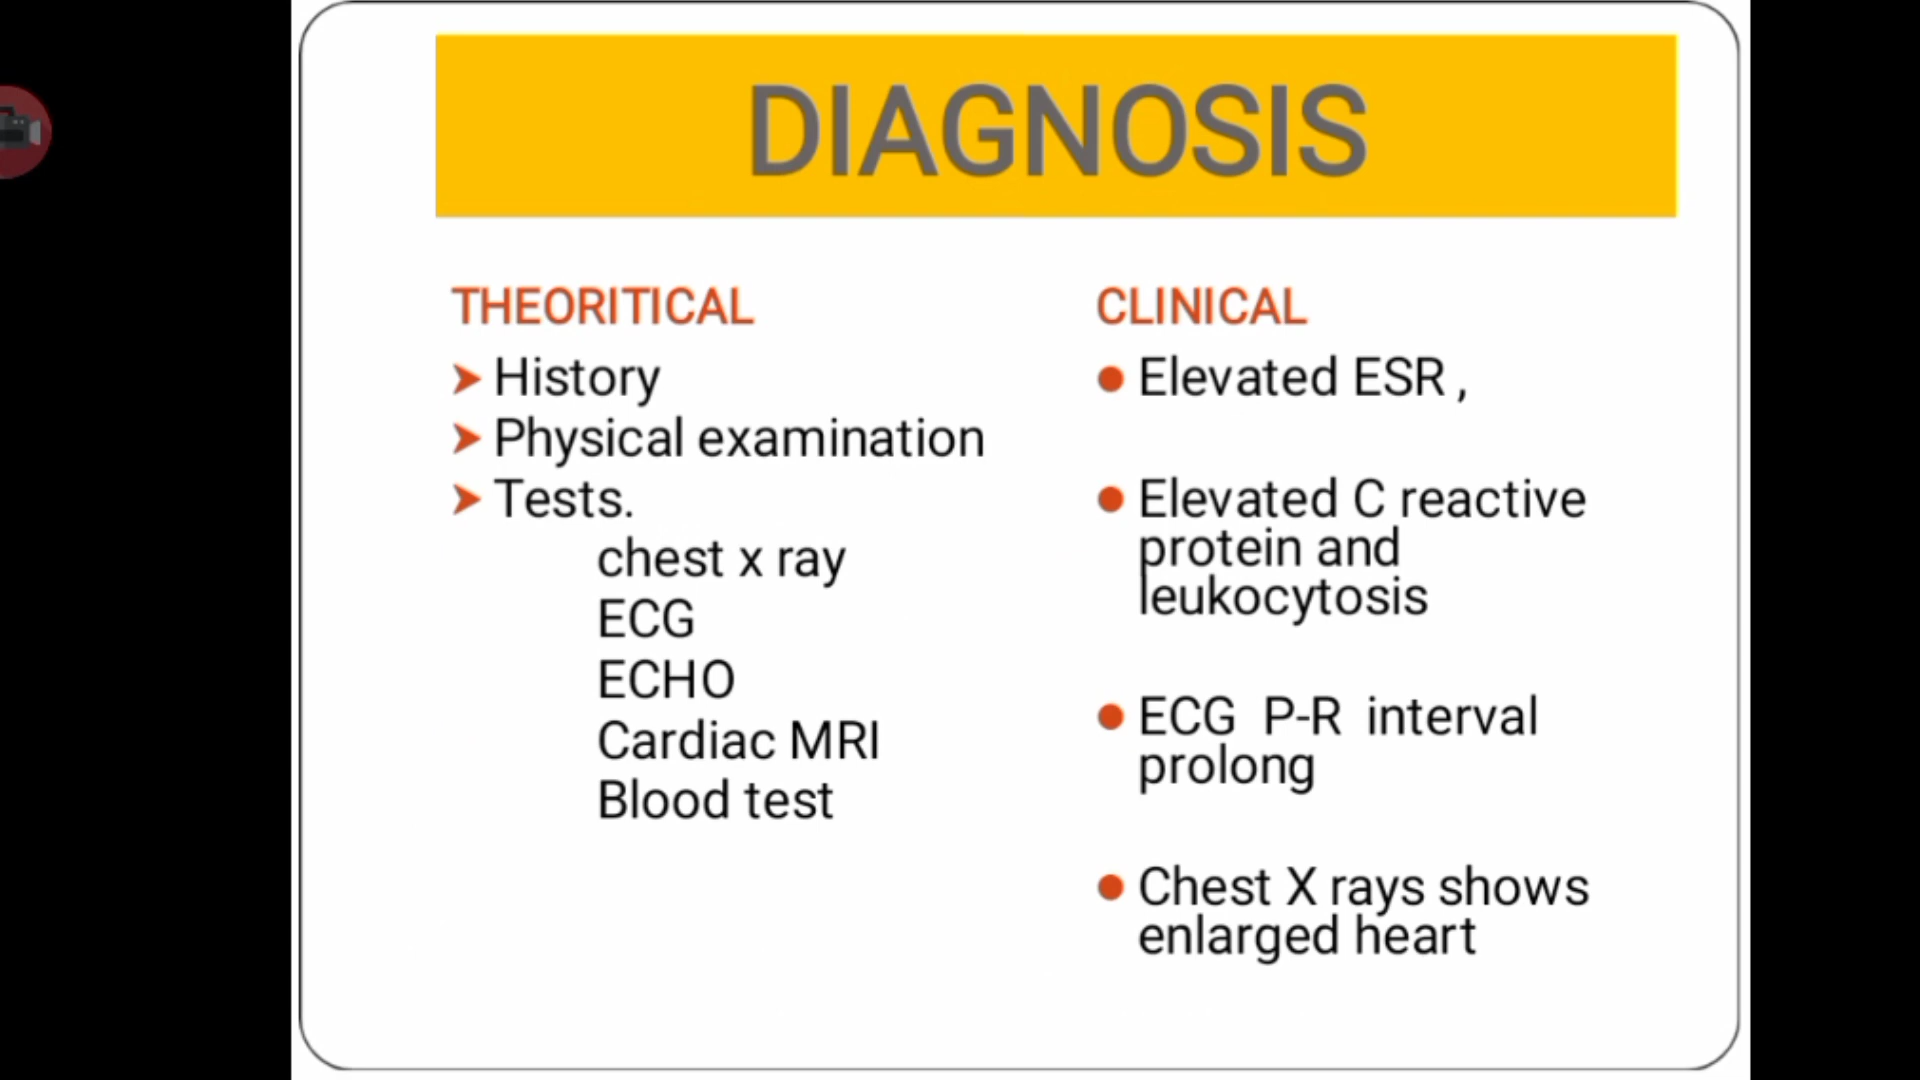 DIAGNOSIS
THEORITICAL
History
Physical examination
Tests.
chest x ray
ECG
ECHO
Cardiac MRI
Blood test
CLINICAL
Elevated ESR ,
Elevated C reactive
protein and
leukocytosis
ECG P-R interval
prolong
Chest X rays shows
enlarged heart